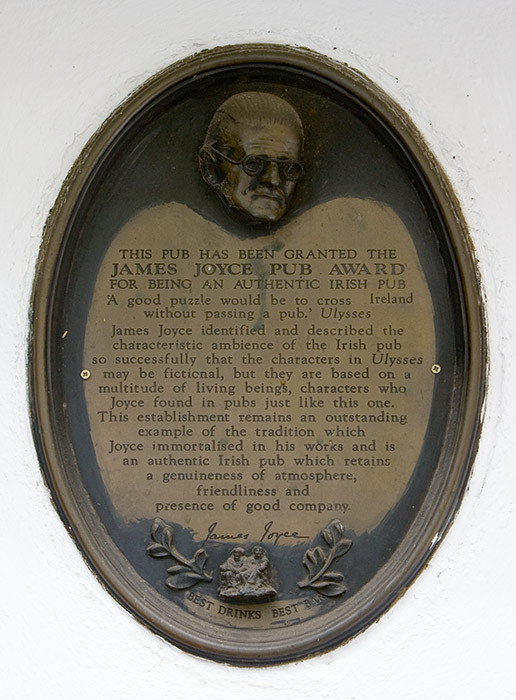 THIS PUB HAS BEEN GRANTED THE
JAMES JOYCE PUB AWARD
FOR BEING AN AUTHENTIC IRISH PUB
'A good puzzle would be to cross Ireland
without passing a pub.' Ulysses
James Joyce identified and described the
characteristic ambience of the Irish pub
so successfully that the characters in Ulysses
may be fictional, but they are based on a
multitude of living beings, characters who
Joyce found in pubs just like this one.
This establishment remains an outstanding
example of the tradition which
Joyce immortalised in his works and is
an authentic Irish pub which retains
a genuineness of atmosphere,
friendliness and
presence of good company.
James Joyce
BEST DRINKS BEST